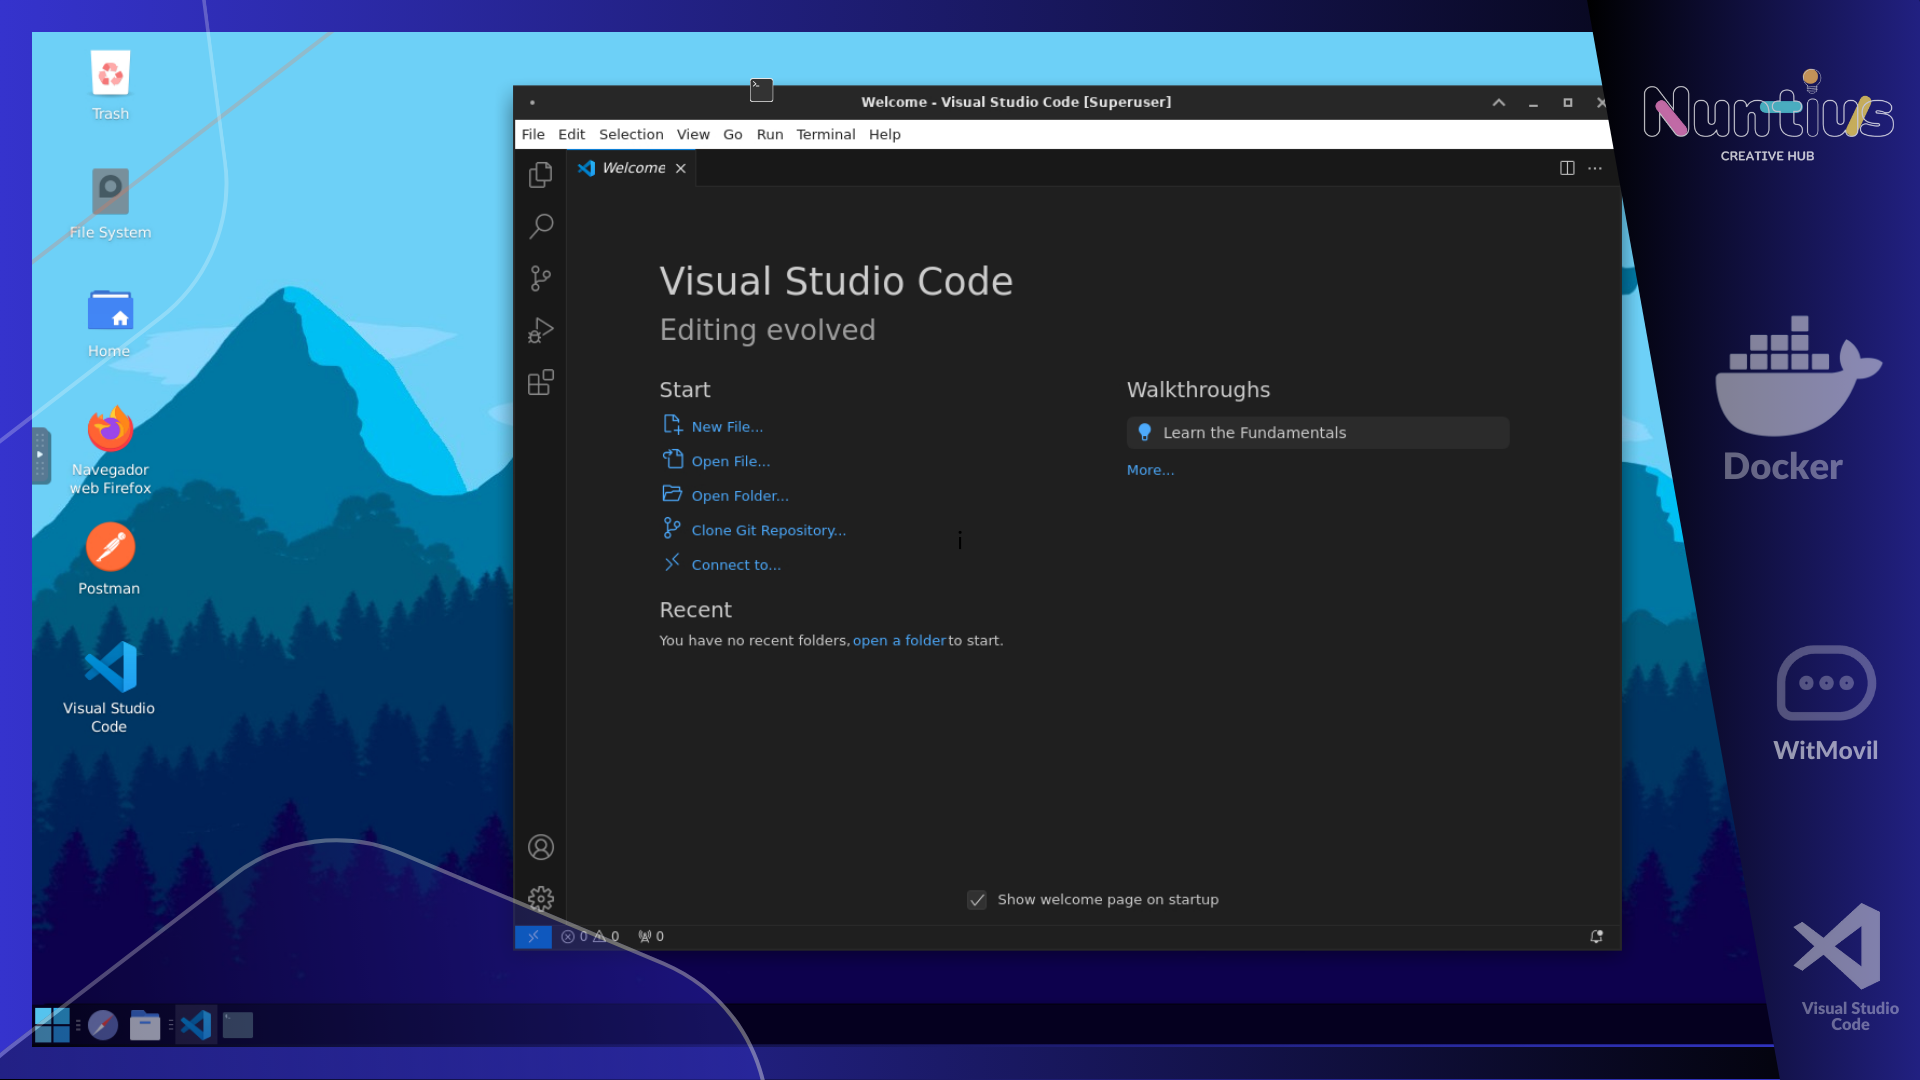 Trash
File System
Home
Navegador
web Firefox
Postman
Visual Studio
Code
Welcome - Visual Studio Code [Superuser]
File Edit Selection View Go Run Terminal Help
Welcome
Visual Studio Code
Editing evolved
Start
New File...
Open File...
Open Folder...
Clone Git Repository...
Connect to...
Recent
You have no recent folders, open a folder to start.
Walkthroughs
Learn the Fundamentals
More...
Show welcome page on startup
0 0 0
Nuntius
CREATIVE HUB
Docker
WitMovil
Visual Studio
Code